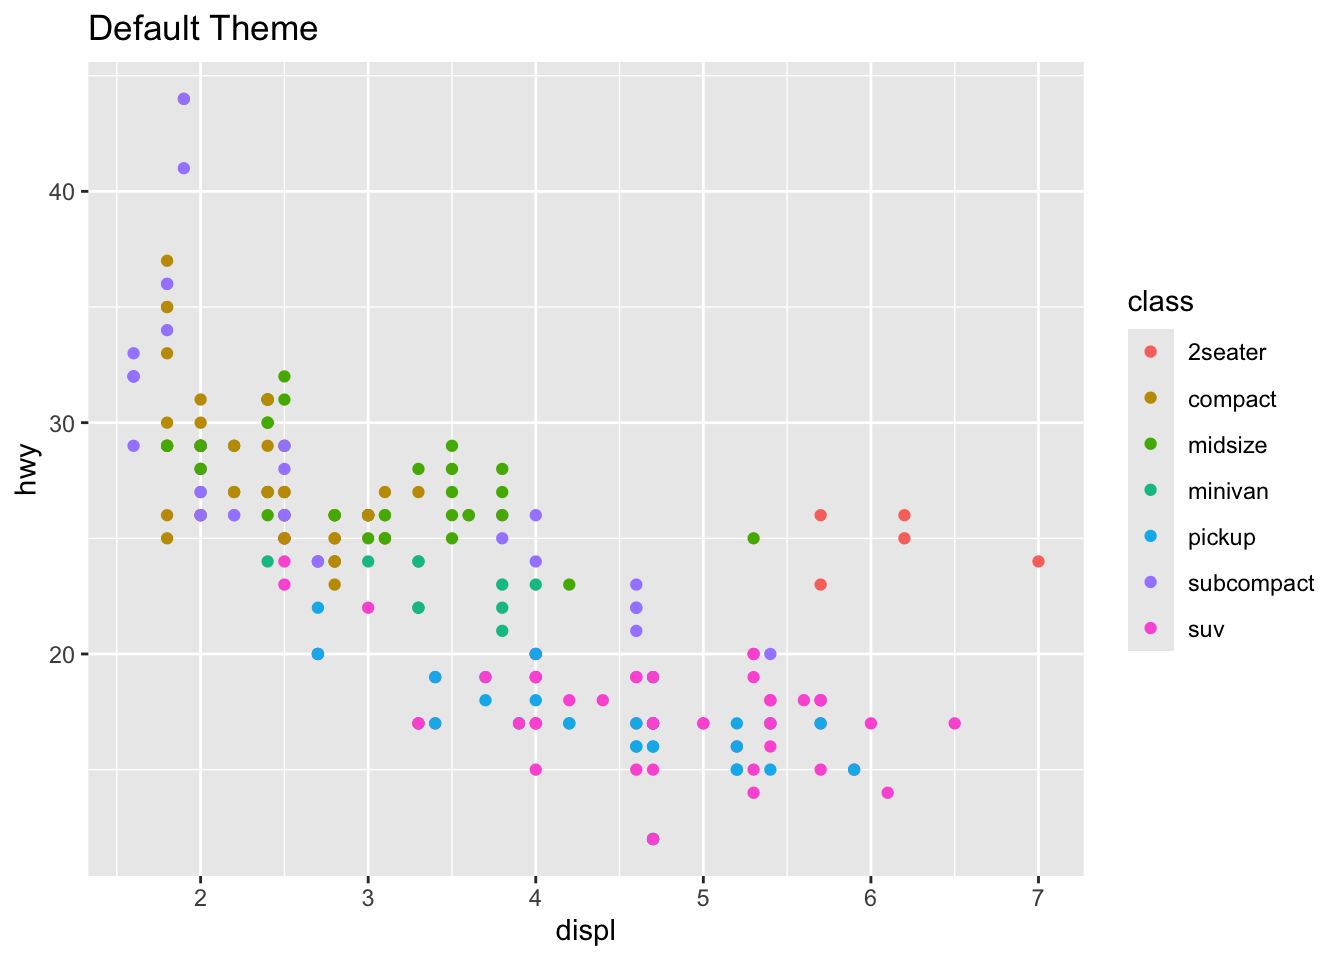 Default Theme
40
30
20
hwy
2 3 4 5 6 7
displ
class
2seater
compact
midsize
minivan
pickup
subcompact
suv